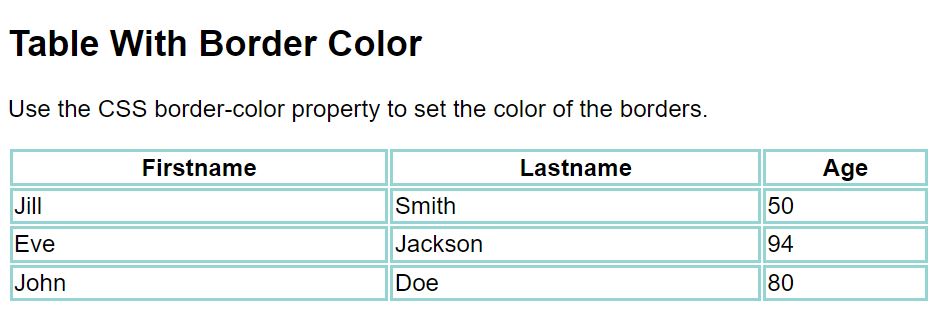 Table With Border Color
Use the CSS border-color property to set the color of the borders.
Firstname Lastname Age
Jill Smith 50
Eve Jackson 94
John Doe 80